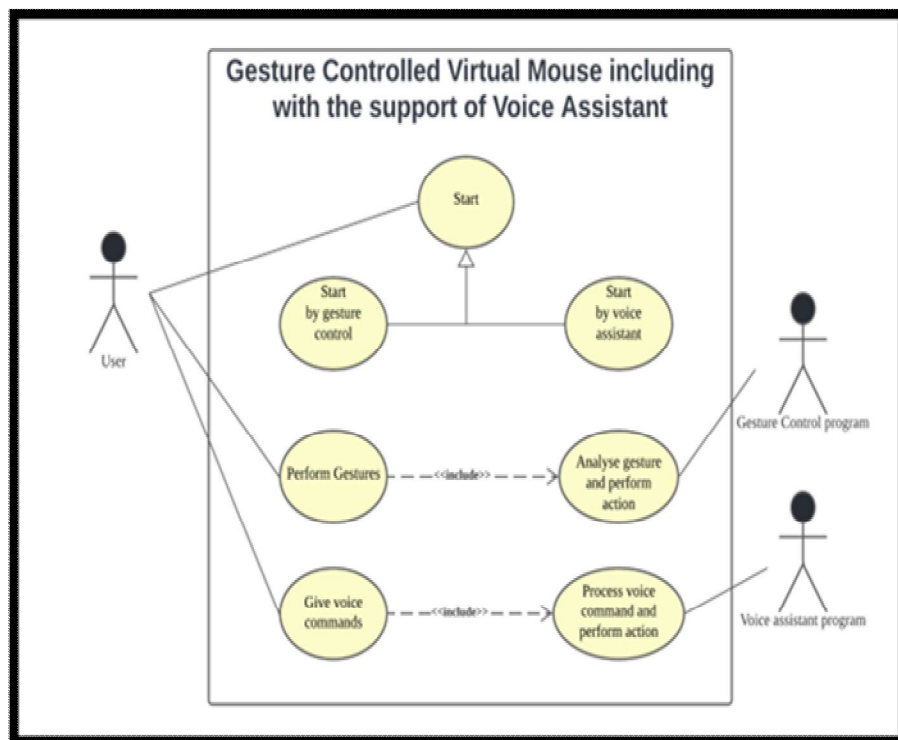 Gesture Controlled Virtual Mouse including
with the support of Voice Assistant
Start
Start
by gesture
control
Start
by voice
assistant
User
Gesture Control program
Perform Gestures
<<include>>
Analyse gesture
and perform
action
Give voice
commands
<<include>>
Process voice
command and
perform action
Voice assistant program